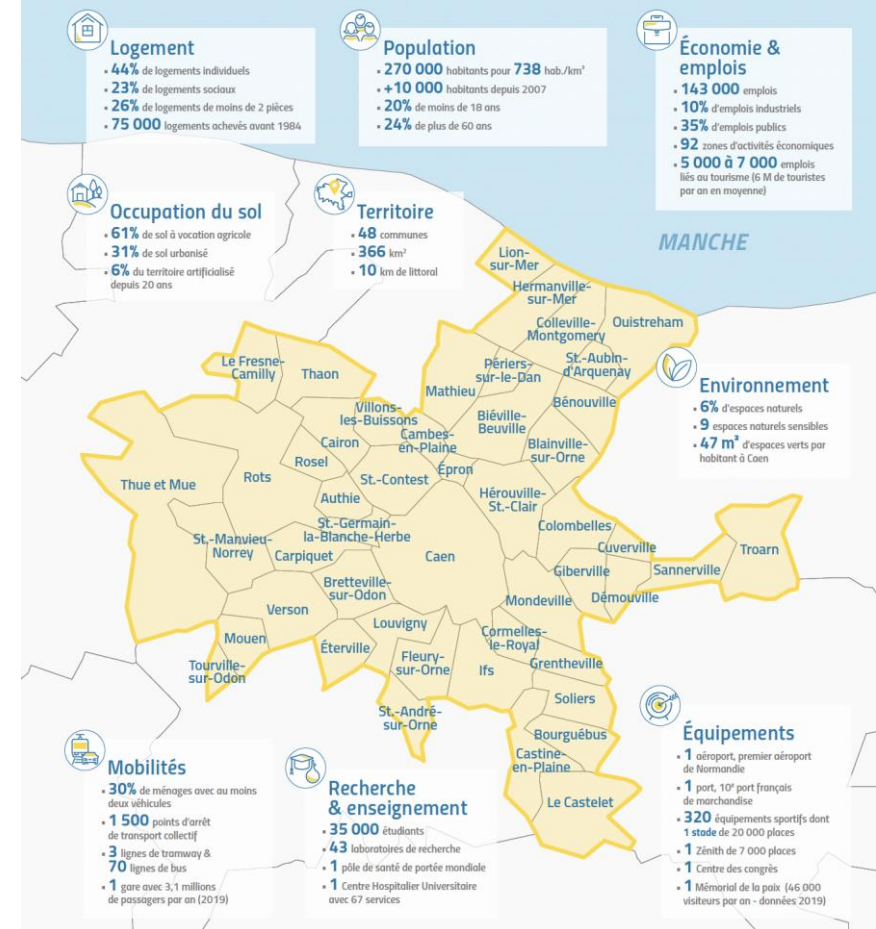 Logement
• 44% de logements individuels
• 23% de logements sociaux
• 26% de logements de moins de 2 pièces
• 75 000 logements achevés avant 1984
Population
• 270 000 habitants pour 738 hab./km²
• +10 000 habitants depuis 2007
• 20% de moins de 18 ans
• 24% de plus de 60 ans
Économie &
emplois
• 143 000 emplois
• 10% d'emplois industriels
• 35% d'emplois publics
• 92 zones d'activités économiques
• 5 000 à 7 000 emplois
liés au tourisme (6 M de touristes
par an en moyenne)
Occupation du sol
• 61% de sol à vocation agricole
• 31% de sol urbanisé
• 6% du territoire artificialisé
depuis 20 ans
Territoire
• 48 communes
• 366 km²
• 10 km de littoral
MANCHE
Lion-
sur-Mer
Hermanville-
sur-Mer
Colleville-
Montgomery
Ouistreham
Le Fresne-
Camilly
Thaon
Mathieu
Périers-
sur-le-Dan
St.-Aubin-
d'Arquenay
Bénouville
Villons-
les-Buissons
Cambes-
en-Plaine
Biéville-
Beuville
Blainville-
sur-Orne
Cairon
Rosel
Thue et Mue
Rots
Authie
St.-Contest
Épron
Hérouville-
St.-Clair
St.-Manvieu-
Norrey
St.-Germain-
la-Blanche-Herbe
Carpiquet
Caen
Colombelles
Cuverville
Giberville
Sannerville
Troarn
Démouville
Mondeville
Bretteville-
sur-Odon
Verson
Louvigny
Mouen
Éterville
Tourville-
sur-Odon
Fleury-
sur-Orne
Ifs
Cormelles-
le-Royal
Grentheville
St.-André-
sur-Orne
Soliers
Bourguébus
Castine-
en-Plaine
Le Castelet
Environnement
• 6% d'espaces naturels
• 9 espaces naturels sensibles
• 47 m² d'espaces verts par
habitant à Caen
Mobilités
• 30% de ménages avec au moins
deux véhicules
• 1 500 points d'arrêt
de transport collectif
• 3 lignes de tramway &
70 lignes de bus
• 1 gare avec 3,1 millions
de passagers par an (2019)
Recherche
& enseignement
• 35 000 étudiants
• 43 laboratoires de recherche
• 1 pôle de santé de portée mondiale
• 1 Centre Hospitalier Universitaire
avec 67 services
Équipements
• 1 aéroport, premier aéroport
de Normandie
• 1 port, 10ᵉ port français
de marchandise
• 320 équipements sportifs dont
1 stade de 20 000 places
• 1 Zénith de 7 000 places
• 1 Centre des congrès
• 1 Mémorial de la paix (46 000
visiteurs par an - données 2019)